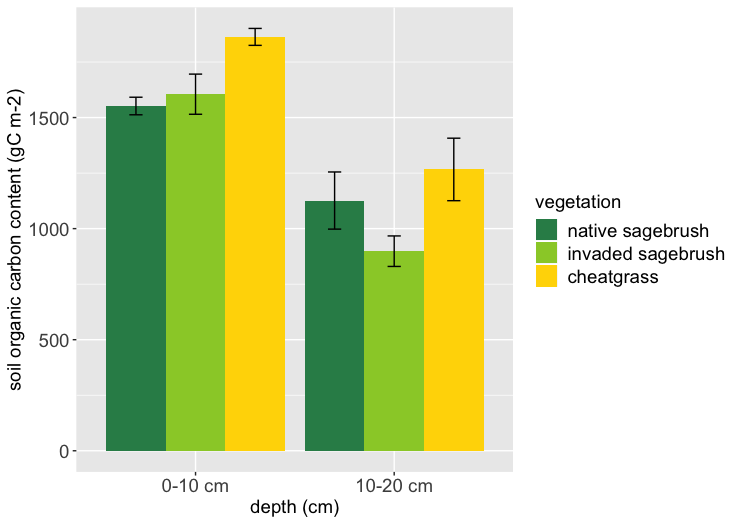 soil organic carbon content (gC m-2)
1500
1000
500
0
0-10 cm
10-20 cm
depth (cm)
vegetation
native sagebrush
invaded sagebrush
cheatgrass